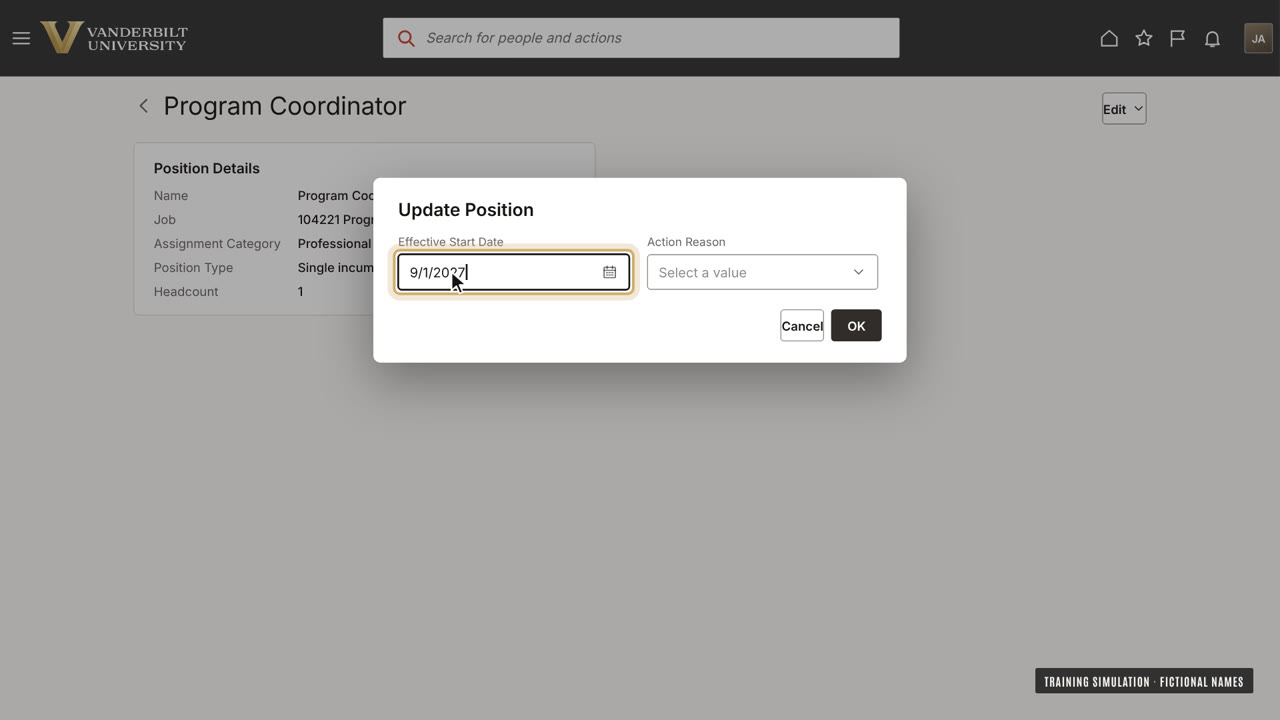 VANDERBILT
UNIVERSITY
Search for people and actions
JA
Program Coordinator
Edit
Position Details
Name Program Coo
Job 104221 Progr
Assignment Category Professional
Position Type Single incum
Headcount 1
Update Position
Effective Start Date
9/1/2027
Action Reason
Select a value
Cancel
OK
TRAINING SIMULATION · FICTIONAL NAMES